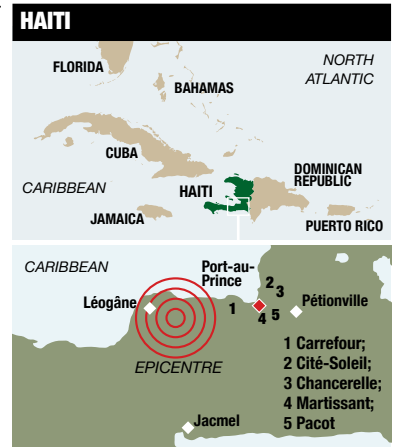 HAITI
NORTH
ATLANTIC
FLORIDA
BAHAMAS
CUBA
CARIBBEAN
HAITI
DOMINICAN
REPUBLIC
JAMAICA
PUERTO RICO
CARIBBEAN
Port-au-
Prince
2
3
Léogâne
1
4 5
Pétionville
EPICENTRE
1 Carrefour;
2 Cité-Soleil;
3 Chancerelle;
4 Martissant;
5 Pacot
Jacmel